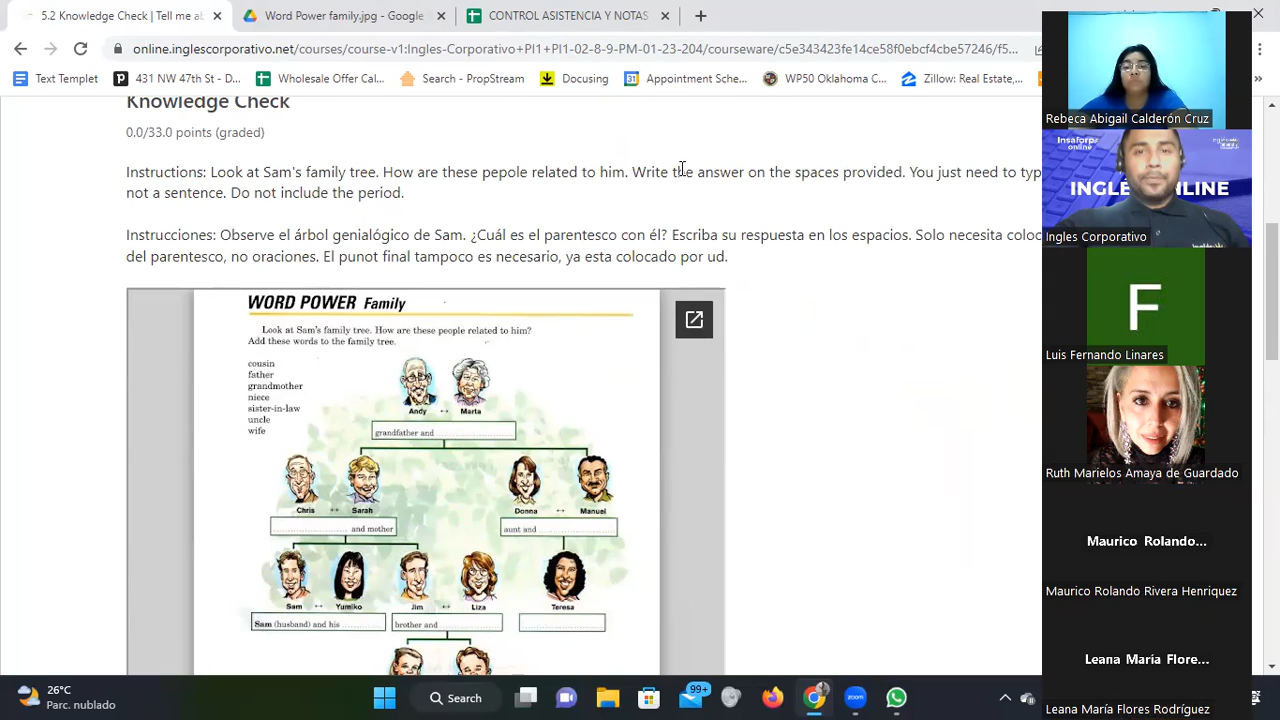 5.2 Knowledge Check | Tell me a
Word Power family.jpg - Google
CONTROL ASISTENCIA Y NOTAS
online.inglescorporativo.net/courses/course-v1:Ingles-Corporativo+PI1+PI1-02-8-9-PM-01-23-204/courseware/c5e343423fe14ce58f0ebcf4cbe57246/f5...
Text Templet
431 NW 47th St - D...
Wholesale Offer Cal...
Search - PropStream
Docusing
Appointment Sche...
WP50 Oklahoma C...
Zillow: Real Estate,...
Knowledge Check
0.0/33.0 points (graded)
Instructions: Look at Sam's family tree. How are these pepole related to him. Write the answer on the spaces provided. You just need to typ
not a sentence. Do not include the period.
Instrucciones: Observe el árbol genialógico de Sam. ¿Cuál es el parentesco con él? Escriba su respuesta en los espacios. Solo necesita coloc
del parentesco, no oraciones. El punot final tampoco es necesario, ya esta colocado por ud.
WORD POWER Family
Look at Sam's family tree. How are these people related to him?
Add these words to the family tree.
cousin
father
grandmother
niece
sister-in-law
uncle
wife
Andy Marta
grandfather and
Chris Sarah
Donna Manuel
and mother
aunt and
Sam Yumiko Jim Liza Teresa
Sam (husband) and his
brother and
Rebeca Abigail Calderón Cruz
Insaforp
online
INGLÉS ONLINE
Ingles Corporativo
F
Luis Fernando Linares
Ruth Marielos Amaya de Guardado
Maurico Rolando...
Maurico Rolando Rivera Henriquez
Leana María Flore...
Leana María Flores Rodríguez
26°C
Parc. nublado
Search
99+
zoom